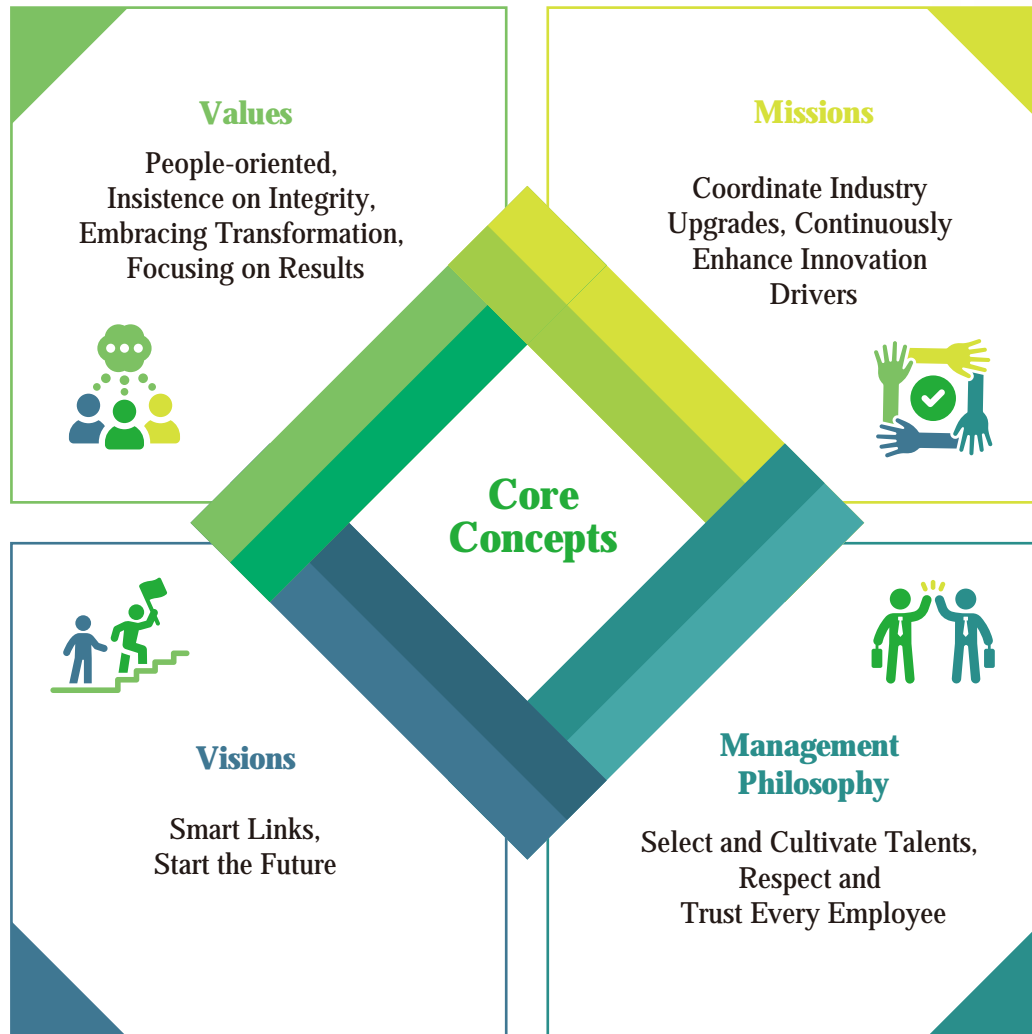 Values
People-oriented,
Insistence on Integrity,
Embracing Transformation,
Focusing on Results
Missions
Coordinate Industry
Upgrades, Continuously
Enhance Innovation
Drivers
Core
Concepts
Visions
Smart Links,
Start the Future
Management
Philosophy
Select and Cultivate Talents,
Respect and
Trust Every Employee